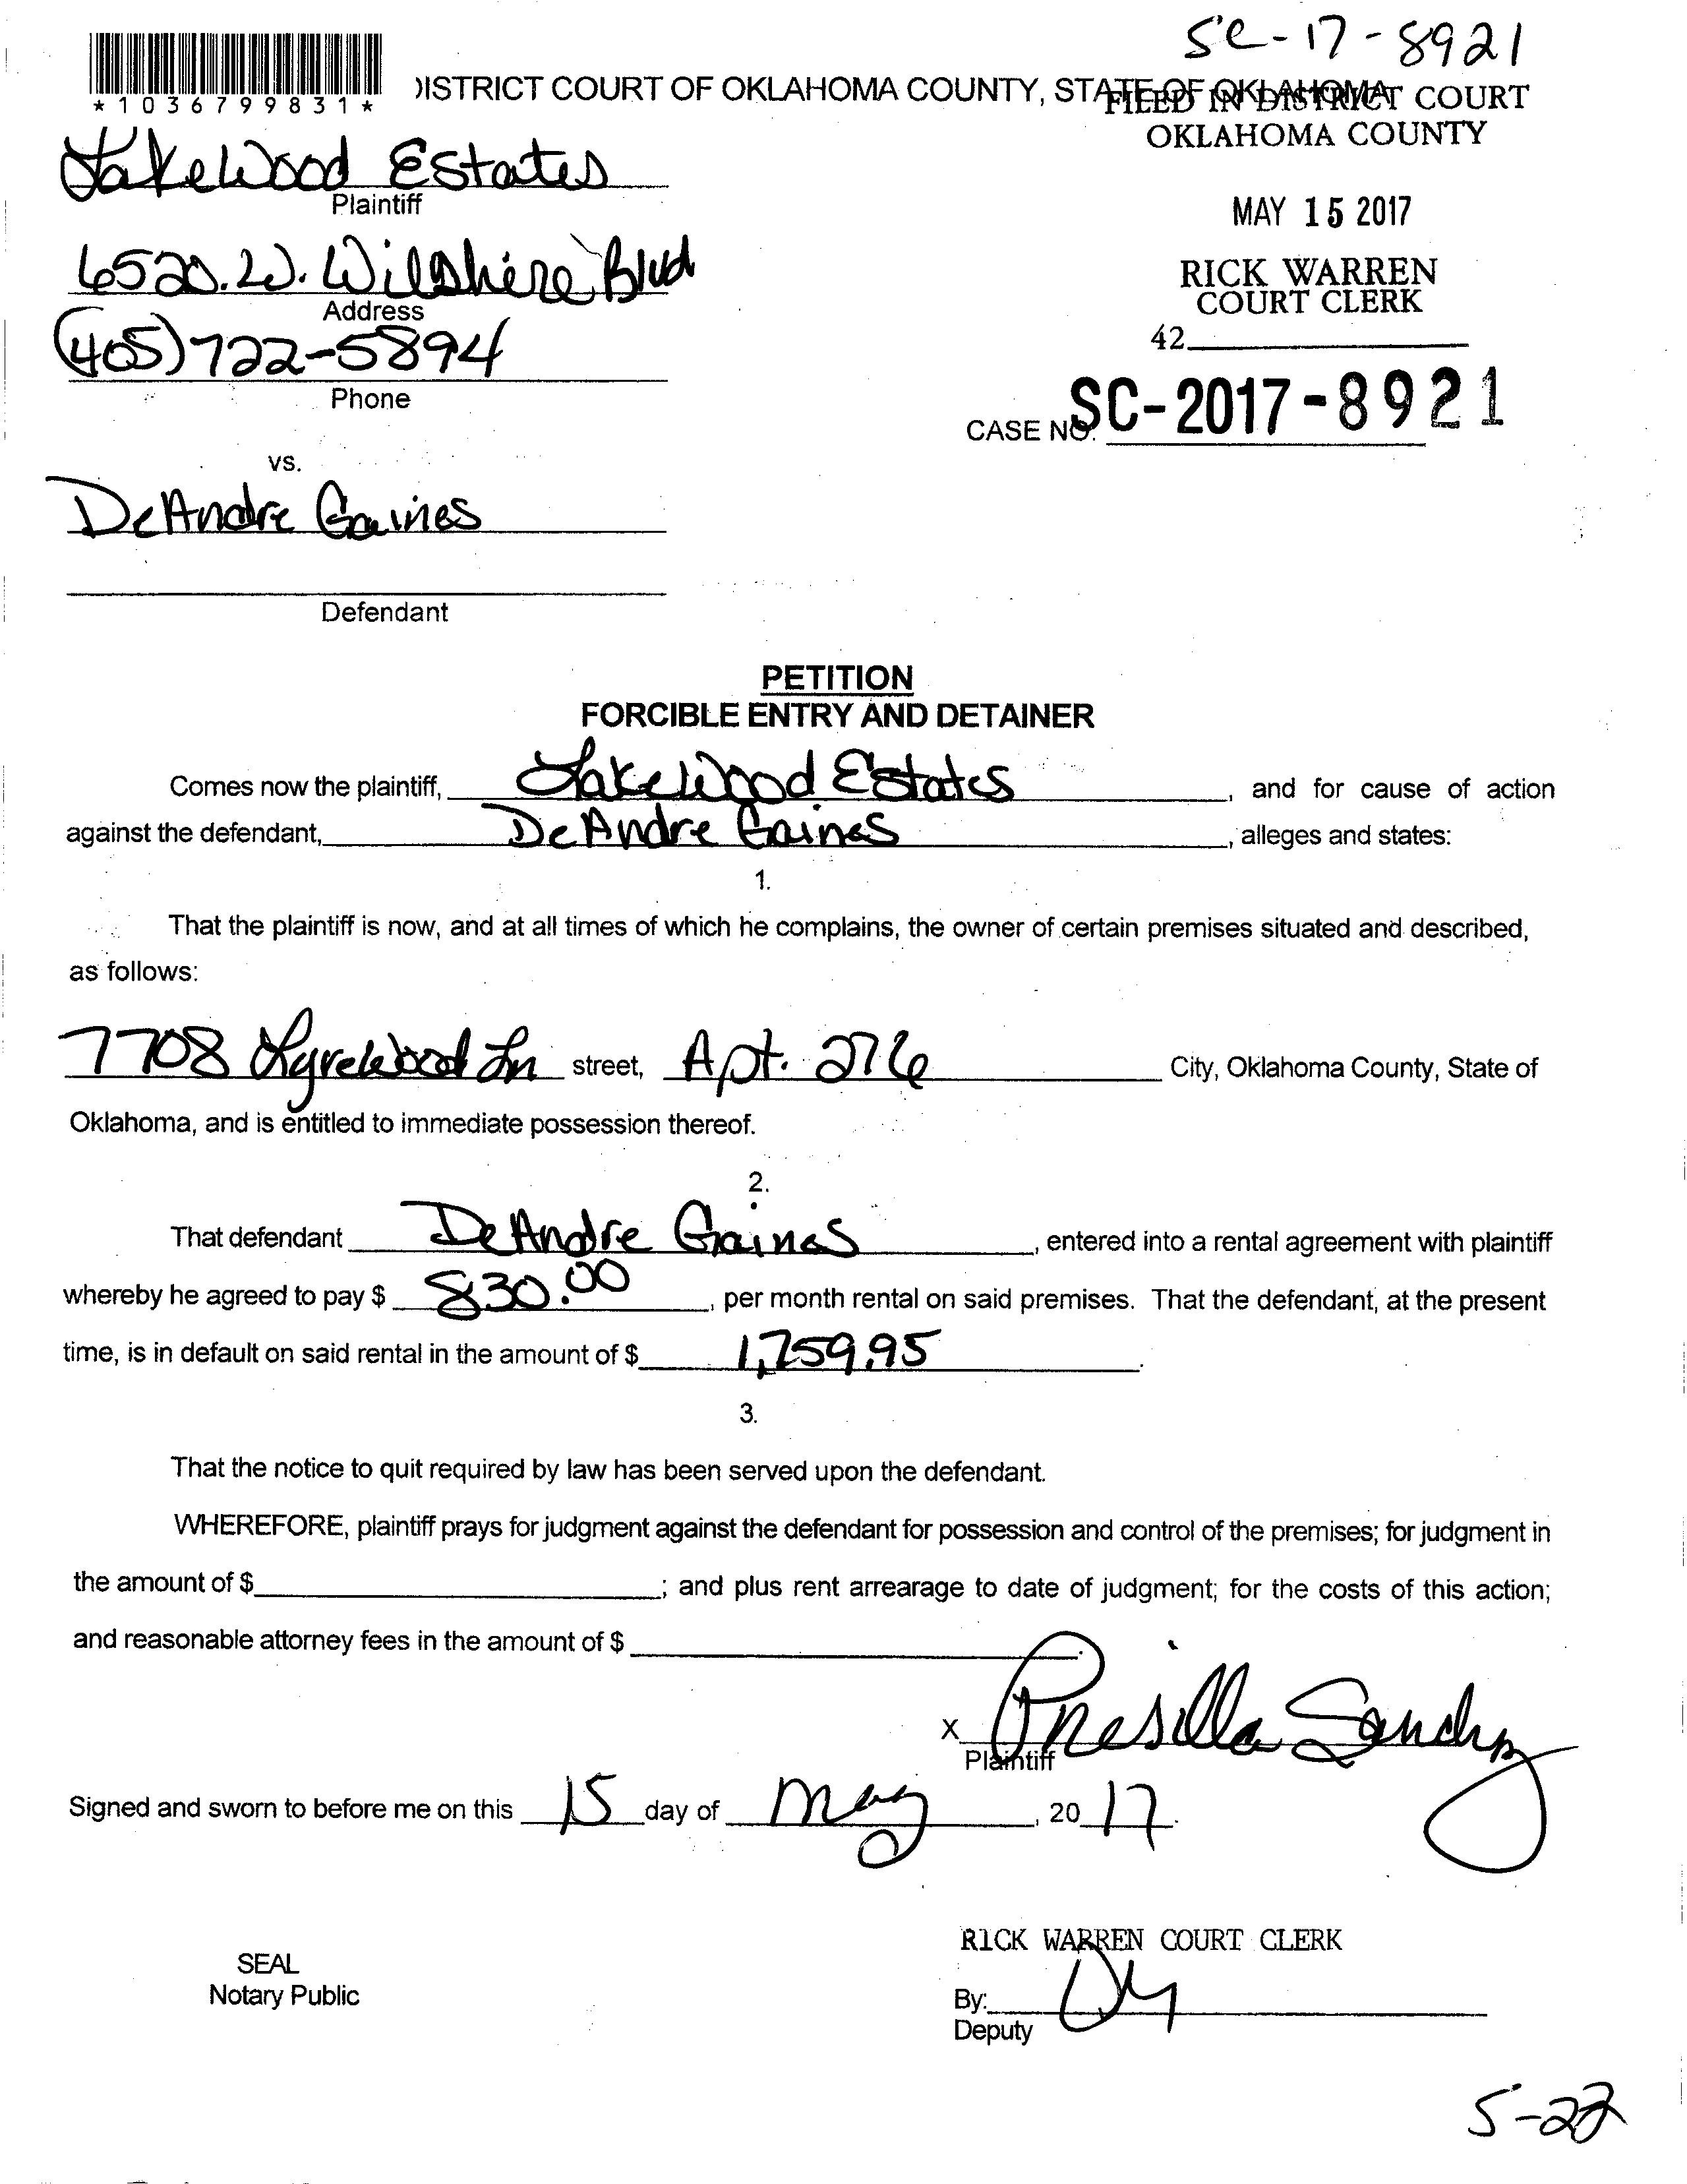 SC-17-8921
*1036799831*
DISTRICT COURT OF OKLAHOMA COUNTY, STATE OF OKLAHOMA
FILED IN DISTRICT COURT
OKLAHOMA COUNTY
LakeWood Estates
Plaintiff
MAY 15 2017
6520. W. Wilshire Blvd
Address
RICK WARREN
COURT CLERK
(405) 722-5894
Phone
42
CASE NO. SC-2017-8921
vs.
DeAndre Gaines
Defendant
PETITION
FORCIBLE ENTRY AND DETAINER
Comes now the plaintiff, LakeWood Estates, and for cause of action
against the defendant, DeAndre Gaines, alleges and states:
1.
That the plaintiff is now, and at all times of which he complains, the owner of certain premises situated and described,
as follows:
7708 Lyrewood Ln street, Apt. 276 City, Oklahoma County, State of
Oklahoma, and is entitled to immediate possession thereof.
2.
That defendant DeAndre Gaines, entered into a rental agreement with plaintiff
whereby he agreed to pay $ 830.00, per month rental on said premises. That the defendant, at the present
time, is in default on said rental in the amount of $ 1,759.95.
3.
That the notice to quit required by law has been served upon the defendant.
WHEREFORE, plaintiff prays for judgment against the defendant for possession and control of the premises; for judgment in
the amount of $ ; and plus rent arrearage to date of judgment; for the costs of this action;
and reasonable attorney fees in the amount of $ .
X Presilla Sanchez
Plaintiff
Signed and sworn to before me on this 15 day of May, 2017.
RICK WARREN COURT CLERK
SEAL
Notary Public
By:
Deputy
5-22